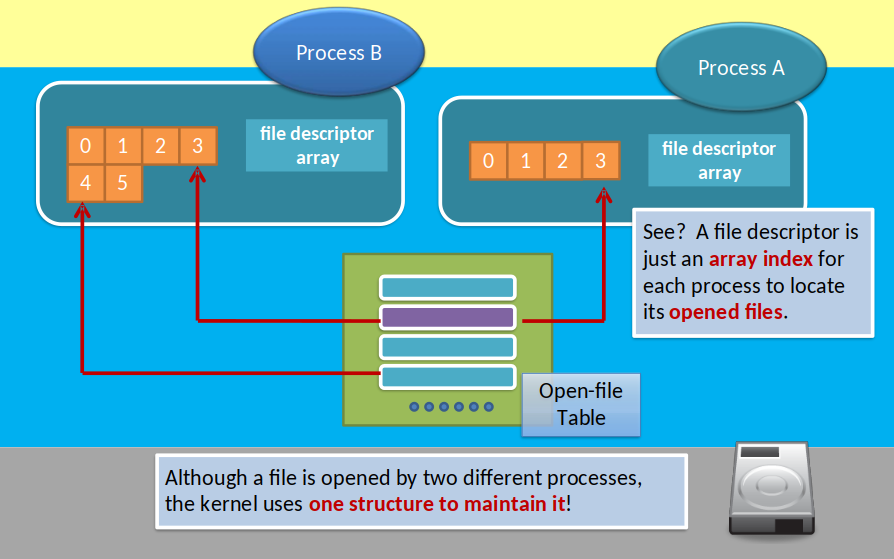 Process B
Process A
0 1 2 3
4 5
file descriptor
array
0 1 2 3
file descriptor
array
See? A file descriptor is
just an array index for
each process to locate
its opened files.
Open-file
Table
Although a file is opened by two different processes,
the kernel uses one structure to maintain it!